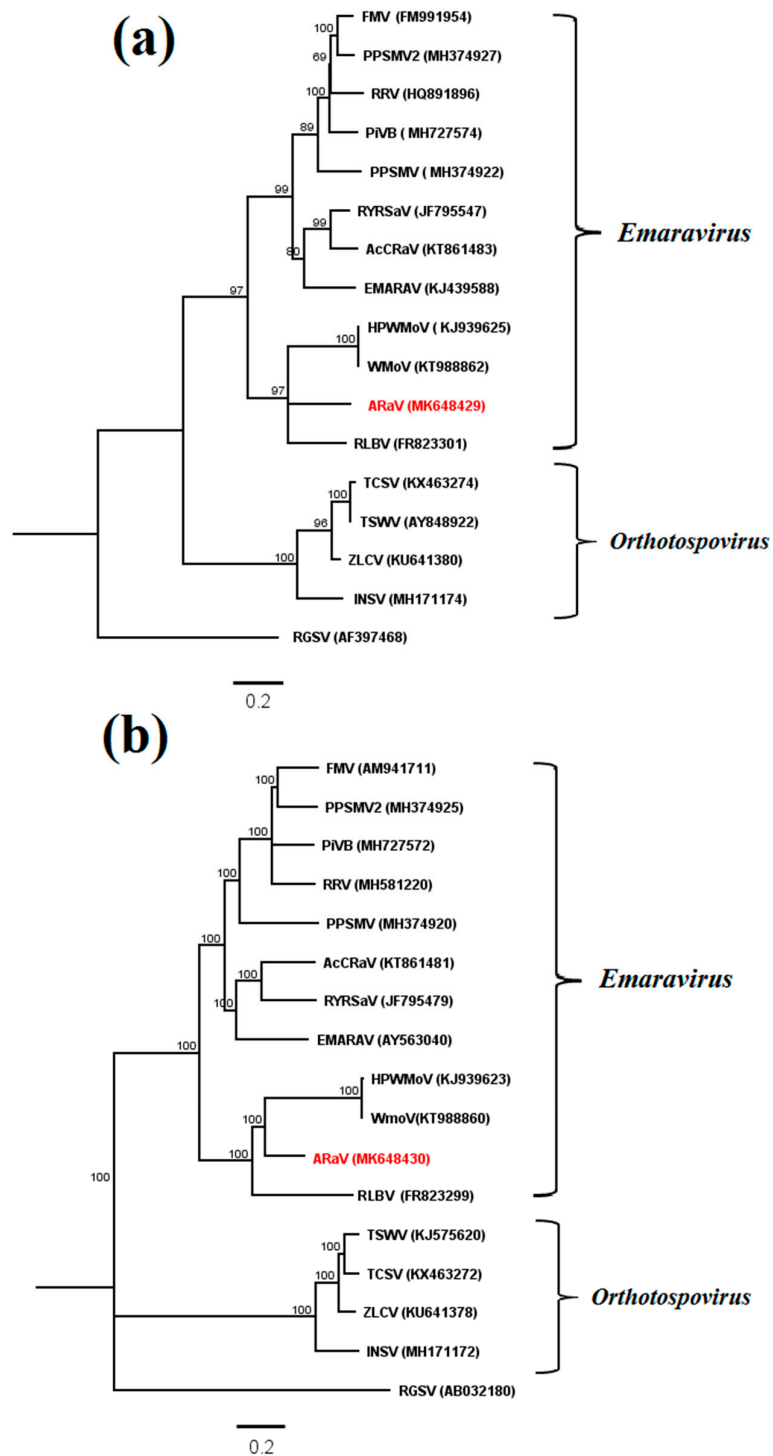 (a)
FMV (FM991954)
100
PPSMV2 (MH374927)
69
RRV (HQ891896)
100
PiVB ( MH727574)
89
PPSMV ( MH374922)
99
RYRSaV (JF795547)
99
AcCRaV (KT861483)
80
EMARAV (KJ439588)
Emaravirus
97
HPWMoV ( KJ939625)
100
WMoV (KT988862)
97
ARaV (MK648429)
RLBV (FR823301)
TCSV (KX463274)
100
TSWV (AY848922)
96
ZLCV (KU641380)
100
INSV (MH171174)
Orthotospovirus
RGSV (AF397468)
0.2
(b)
FMV (AM941711)
100
PPSMV2 (MH374925)
100
PiVB (MH727572)
RRV (MH581220)
100
PPSMV (MH374920)
100
AcCRaV (KT861481)
100
RYRSaV (JF795479)
100
EMARAV (AY563040)
Emaravirus
100
HPWMoV (KJ939623)
100
WmoV(KT988860)
100
ARaV (MK648430)
100
RLBV (FR823299)
100
TSWV (KJ575620)
100
TCSV (KX463272)
100
ZLCV (KU641378)
100
INSV (MH171172)
Orthotospovirus
RGSV (AB032180)
0.2